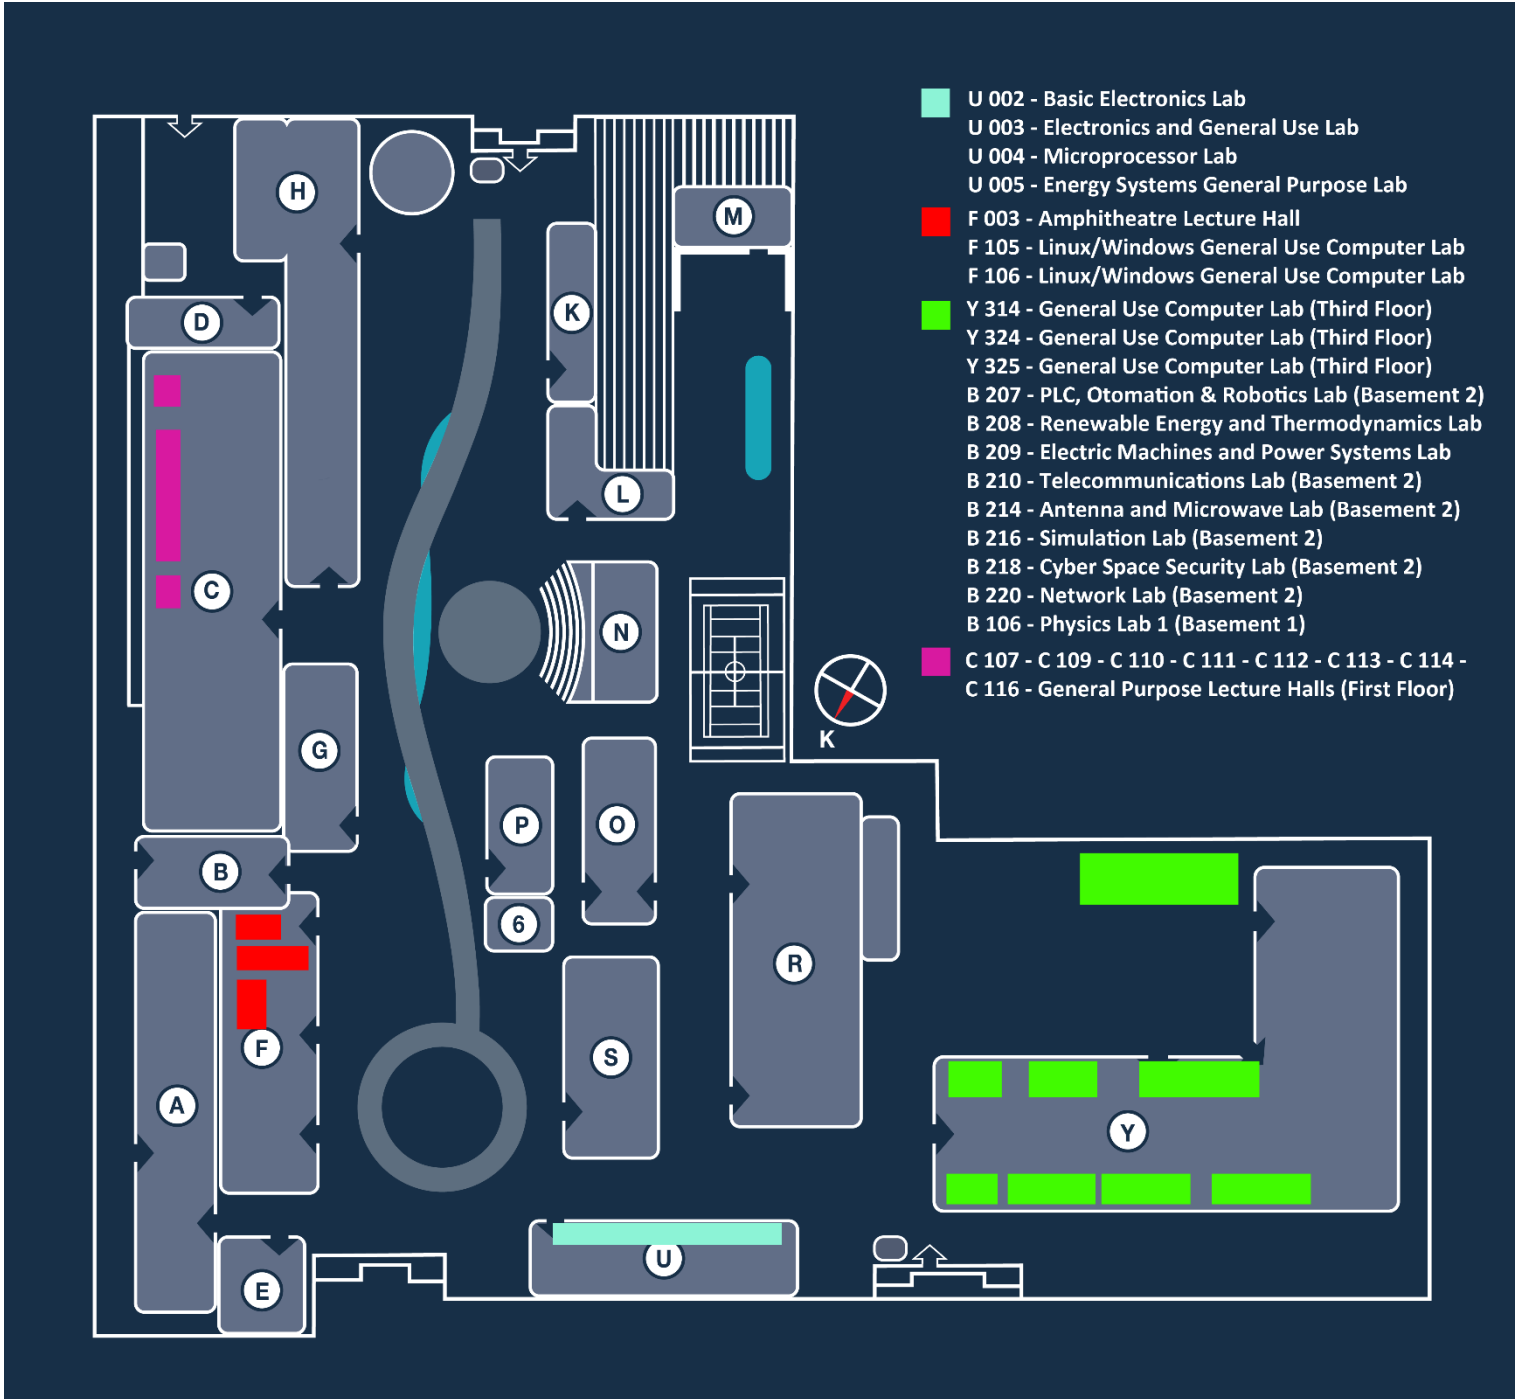 U 002 - Basic Electronics Lab
U 003 - Electronics and General Use Lab
U 004 - Microprocessor Lab
U 005 - Energy Systems General Purpose Lab
F 003 - Amphitheatre Lecture Hall
F 105 - Linux/Windows General Use Computer Lab
F 106 - Linux/Windows General Use Computer Lab
Y 314 - General Use Computer Lab (Third Floor)
Y 324 - General Use Computer Lab (Third Floor)
Y 325 - General Use Computer Lab (Third Floor)
B 207 - PLC, Otomation & Robotics Lab (Basement 2)
B 208 - Renewable Energy and Thermodynamics Lab
B 209 - Electric Machines and Power Systems Lab
B 210 - Telecommunications Lab (Basement 2)
B 214 - Antenna and Microwave Lab (Basement 2)
B 216 - Simulation Lab (Basement 2)
B 218 - Cyber Space Security Lab (Basement 2)
B 220 - Network Lab (Basement 2)
B 106 - Physics Lab 1 (Basement 1)
C 107 - C 109 - C 110 - C 111 - C 112 - C 113 - C 114 -
C 116 - General Purpose Lecture Halls (First Floor)
H
M
K
D
L
C
N
K
G
P
O
B
6
R
S
F
A
Y
U
E